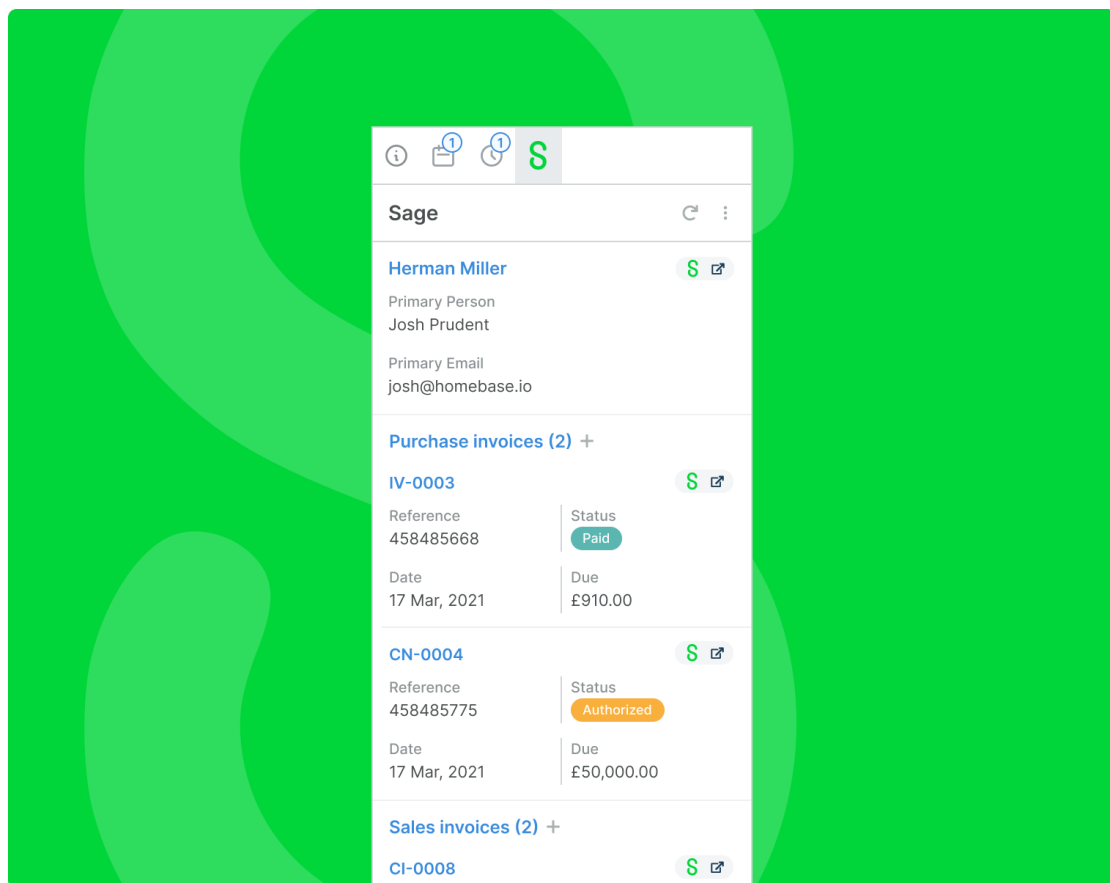 1 1
Sage
Herman Miller
Primary Person
Josh Prudent
Primary Email
josh@homebase.io
Purchase invoices (2) +
IV-0003
Reference Status
458485668 Paid
Date Due
17 Mar, 2021 £910.00
CN-0004
Reference Status
458485775 Authorized
Date Due
17 Mar, 2021 £50,000.00
Sales invoices (2) +
CI-0008